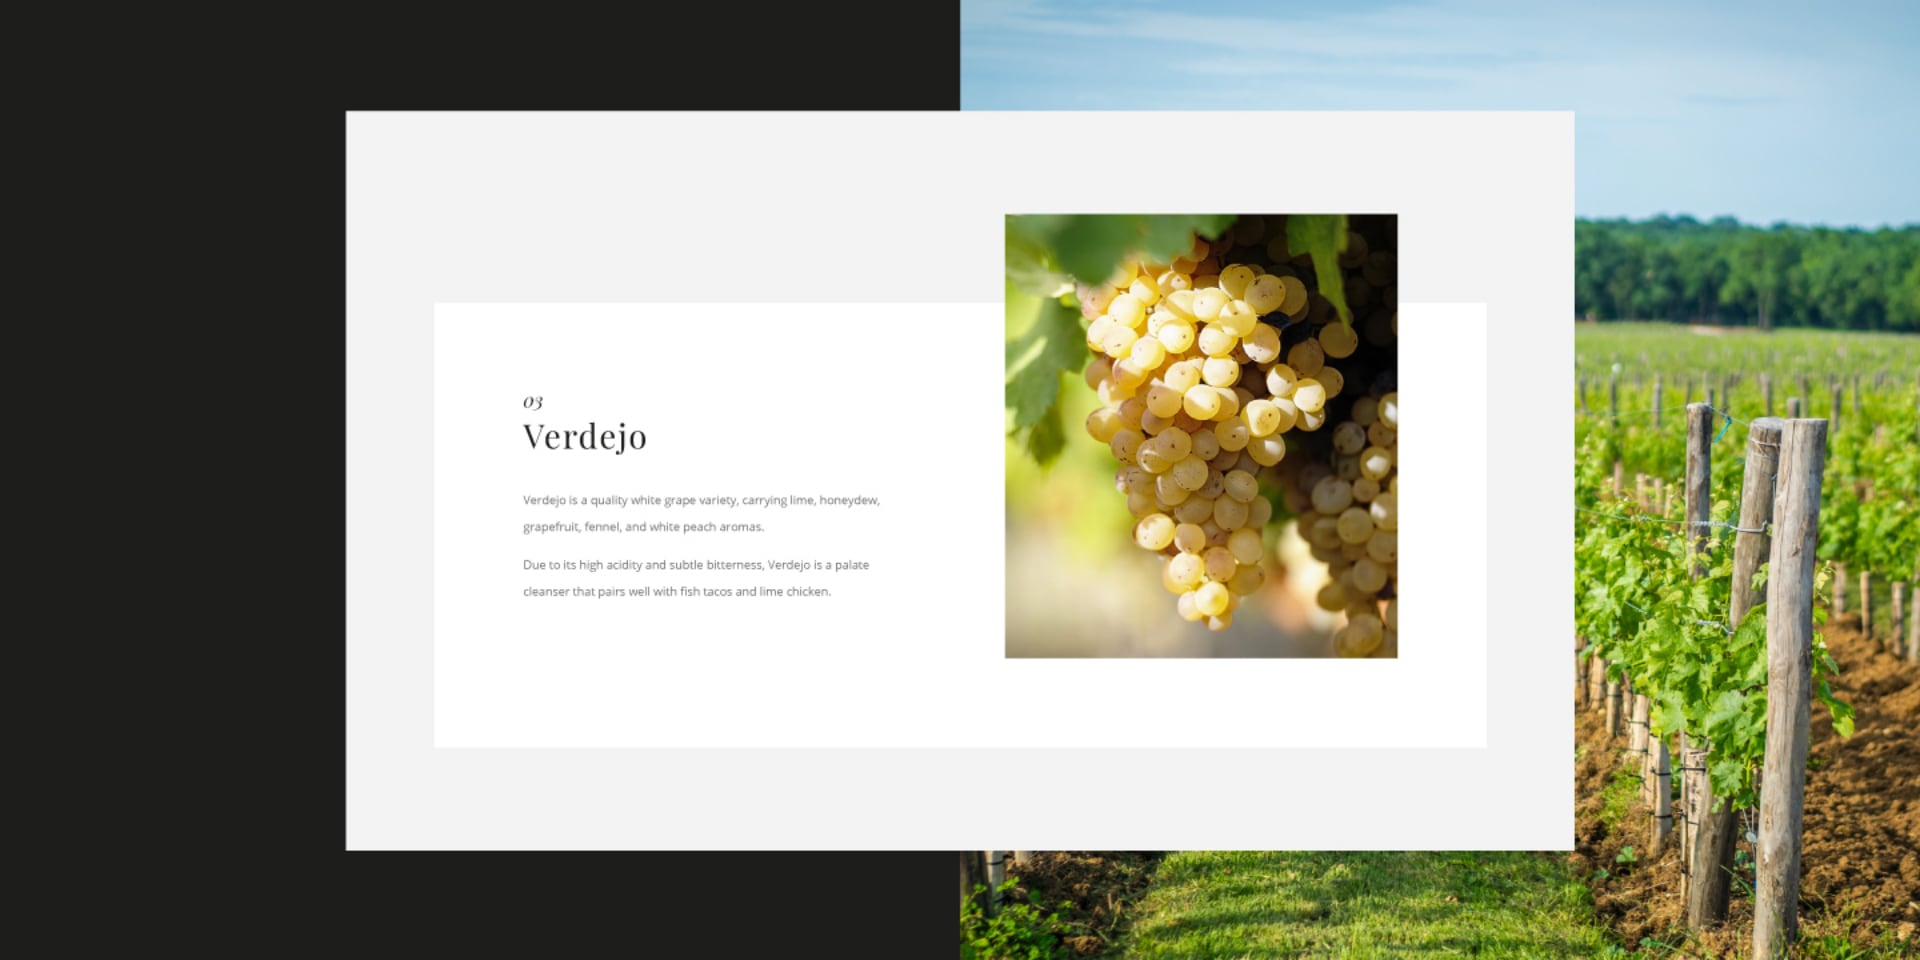 03
Verdejo
Verdejo is a quality white grape variety, carrying lime, honeydew,
grapefruit, fennel, and white peach aromas.
Due to its high acidity and subtle bitterness, Verdejo is a palate
cleanser that pairs well with fish tacos and lime chicken.